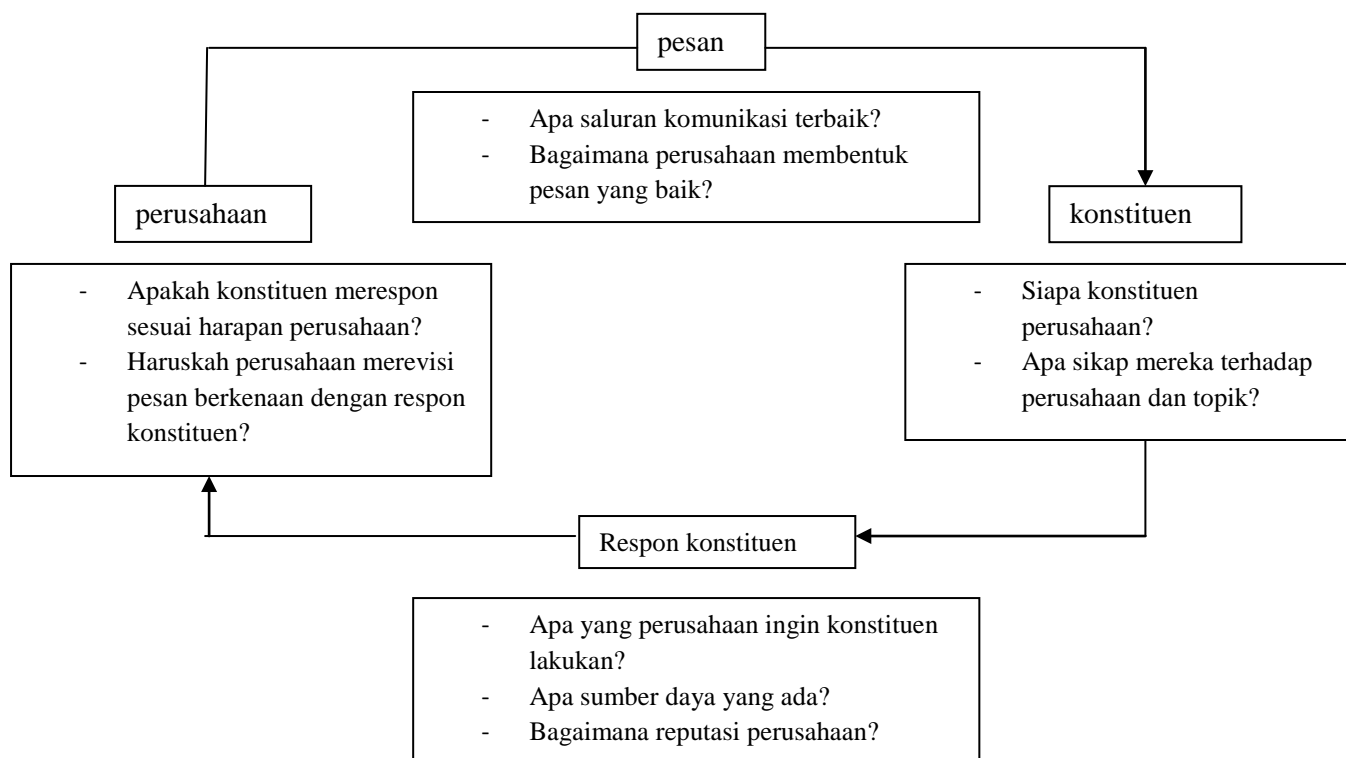 pesan
- Apa saluran komunikasi terbaik?
- Bagaimana perusahaan membentuk
pesan yang baik?
perusahaan
konstituen
- Apakah konstituen merespon
sesuai harapan perusahaan?
- Haruskah perusahaan merevisi
pesan berkenaan dengan respon
konstituen?
- Siapa konstituen
perusahaan?
- Apa sikap mereka terhadap
perusahaan dan topik?
Respon konstituen
- Apa yang perusahaan ingin konstituen
lakukan?
- Apa sumber daya yang ada?
- Bagaimana reputasi perusahaan?